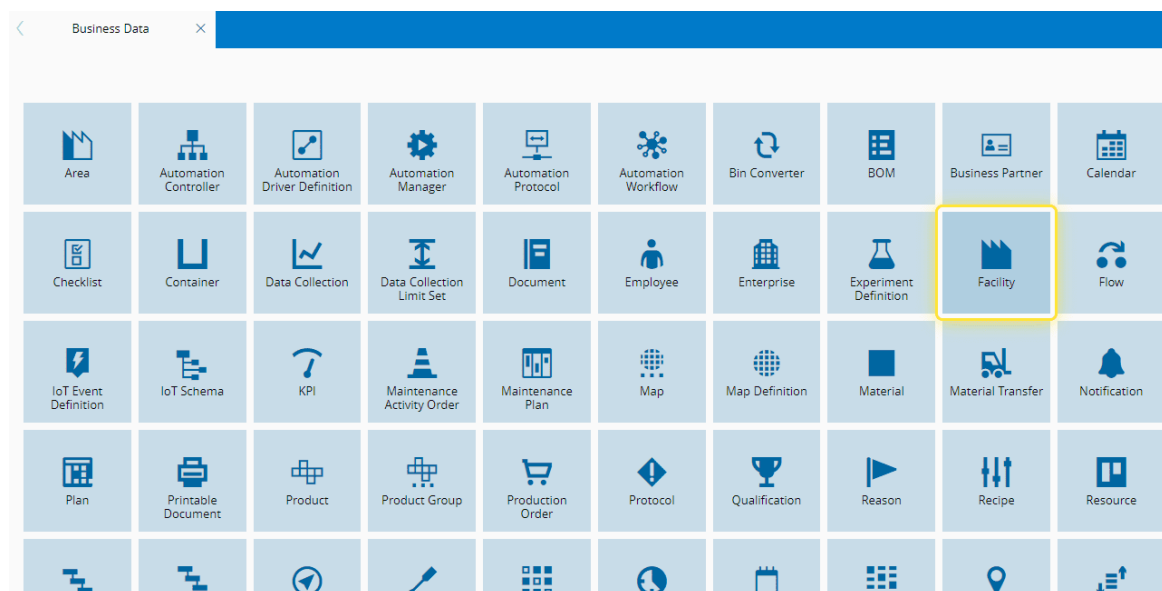 Business Data
Area
Automation
Controller
Automation
Driver Definition
Automation
Manager
Automation
Protocol
Automation
Workflow
Bin Converter
BOM
Business Partner
Calendar
Checklist
Container
Data Collection
Data Collection
Limit Set
Document
Employee
Enterprise
Experiment
Definition
Facility
Flow
IoT Event
Definition
IoT Schema
KPI
Maintenance
Activity Order
Maintenance
Plan
Map
Map Definition
Material
Material Transfer
Notification
Plan
Printable
Document
Product
Product Group
Production
Order
Protocol
Qualification
Reason
Recipe
Resource